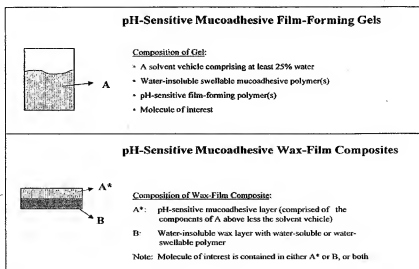 pH-Sensitive Mucoadhesive Film-Forming Gels
Composition of Gel:
• A solvent vehicle comprising at least 25% water
• Water-insoluble swellable mucoadhesive polymer(s)
• pH-sensitive film-forming polymer(s)
• Molecule of interest
A
pH-Sensitive Mucoadhesive Wax-Film Composites
A*
B
Composition of Wax-Film Composite:
A*: pH-sensitive mucoadhesive layer (comprised of the
components of A above less the solvent vehicle)
B: Water-insoluble wax layer with water-soluble or water-
swellable polymer
Note: Molecule of interest is contained in either A* or B, or both